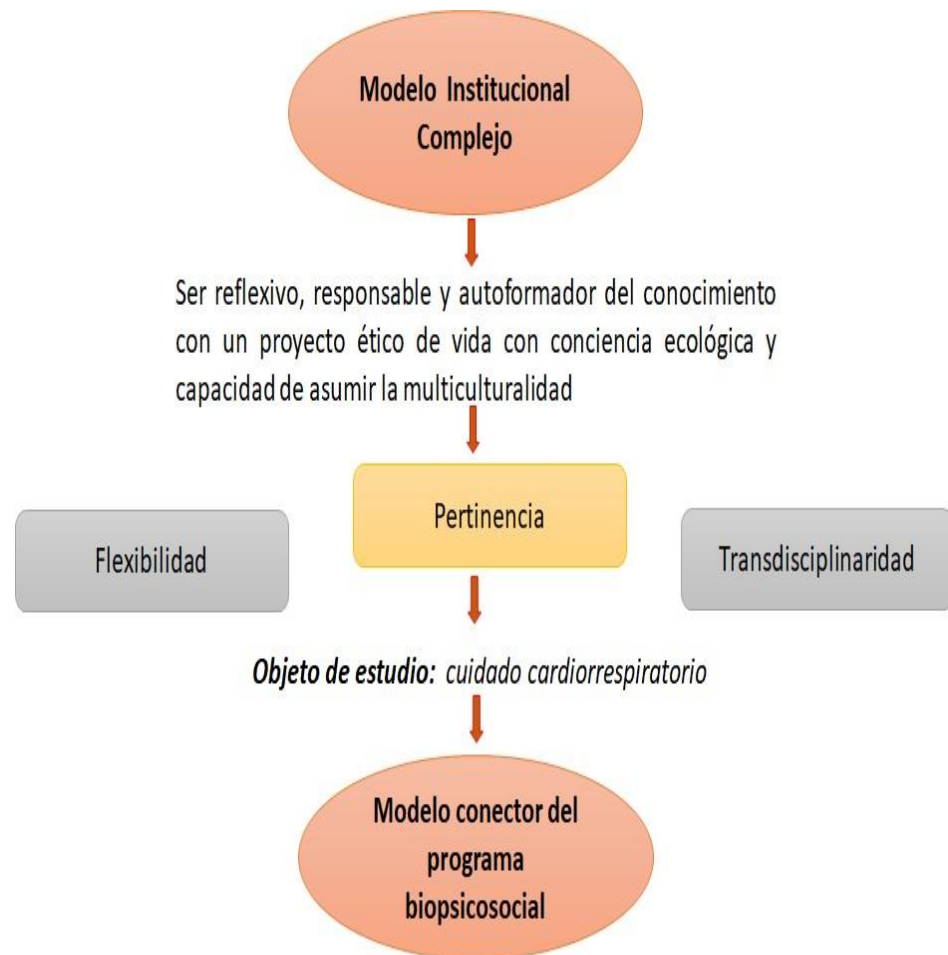 Modelo Institucional
Complejo
Ser reflexivo, responsable y autoformador del conocimiento
con un proyecto ético de vida con conciencia ecológica y
capacidad de asumir la multiculturalidad
Pertinencia
Flexibilidad
Transdisciplinaridad
Objeto de estudio: cuidado cardiorrespiratorio
Modelo conector del
programa
biopsicosocial